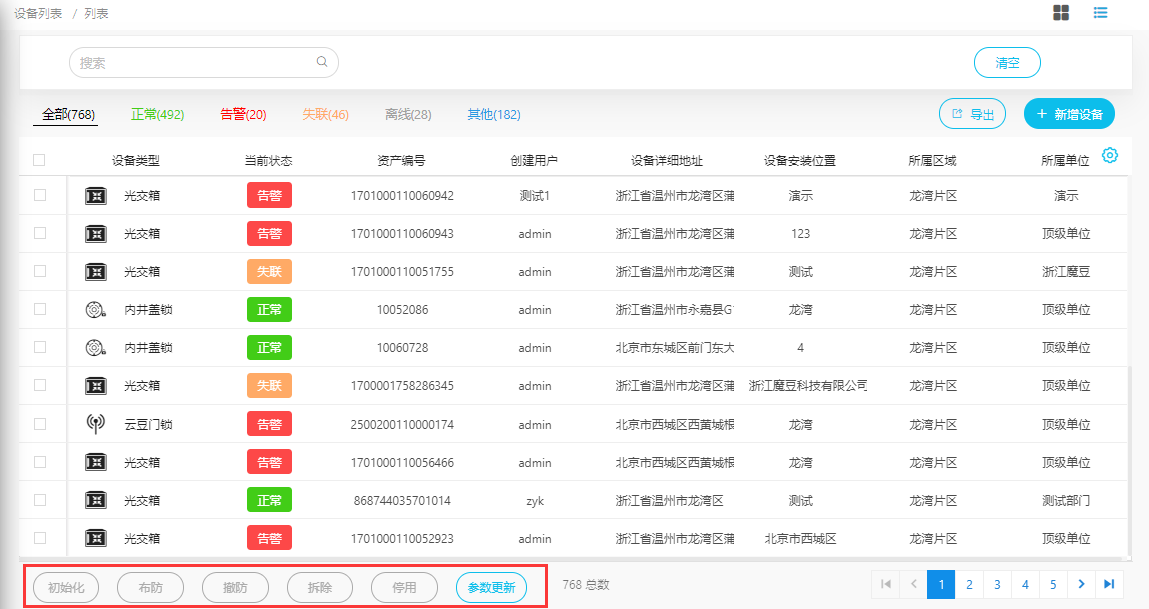 设备列表 / 列表
搜索
清空
全部(768) 正常(492) 告警(20) 失联(46) 离线(28) 其他(182) 导出 + 新增设备
设备类型 当前状态 资产编号 创建用户 设备详细地址 设备安装位置 所属区域 所属单位
光交箱 告警 1701000110060942 测试1 浙江省温州市龙湾区蒲 演示 龙湾片区 演示
光交箱 告警 1701000110060943 admin 浙江省温州市龙湾区蒲 123 龙湾片区 顶级单位
光交箱 失联 1701000110051755 admin 浙江省温州市龙湾区蒲 测试 龙湾片区 浙江魔豆
内井盖锁 正常 10052086 admin 浙江省温州市永嘉县G 龙湾 龙湾片区 顶级单位
内井盖锁 正常 10060728 admin 北京市东城区前门东大 4 龙湾片区 顶级单位
光交箱 失联 1700001758286345 admin 浙江省温州市龙湾区蒲 浙江魔豆科技有限公司 龙湾片区 顶级单位
云豆门锁 告警 2500200110000174 admin 北京市西城区西黄城根 龙湾 龙湾片区 顶级单位
光交箱 告警 1701000110056466 admin 北京市西城区西黄城根 龙湾 龙湾片区 顶级单位
光交箱 正常 868744035701014 zyk 浙江省温州市龙湾区 测试 龙湾片区 测试部门
光交箱 告警 1701000110052923 admin 浙江省温州市龙湾区蒲 北京市西城区 龙湾片区 顶级单位
初始化 布防 撤防 拆除 停用 参数更新 768 总数 1 2 3 4 5